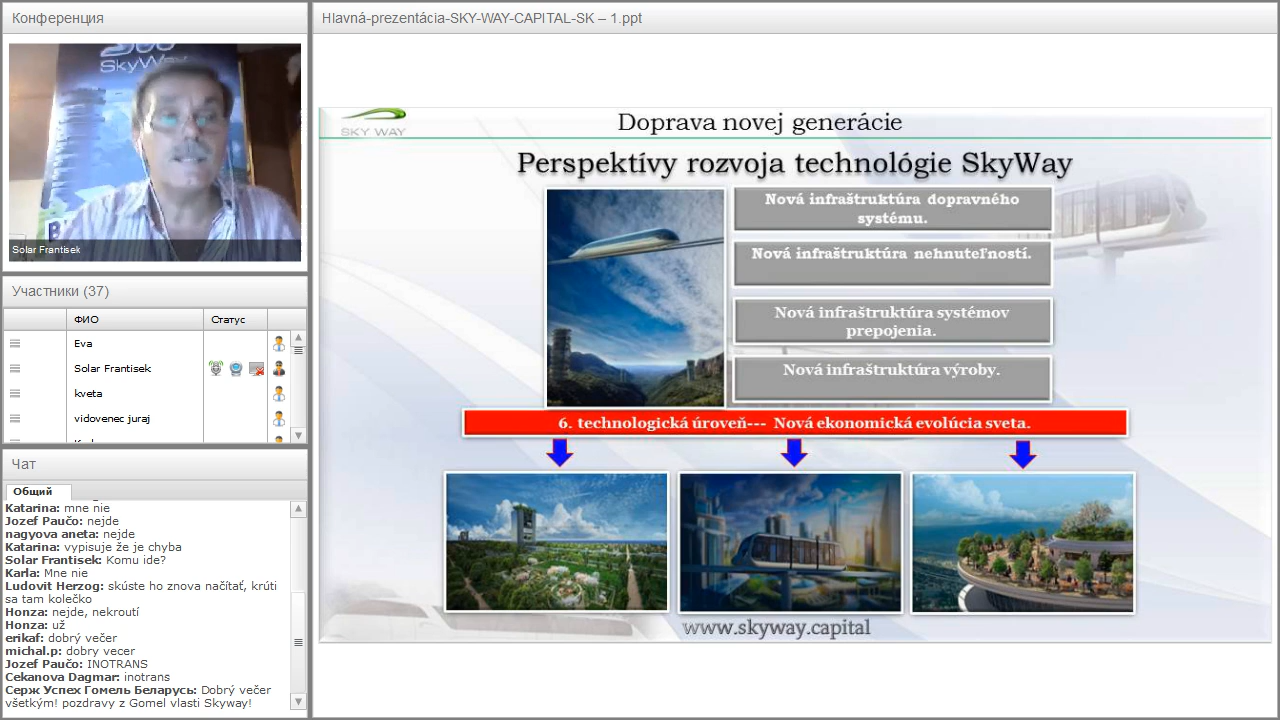 Конференция
SkyWay
Solar Frantisek
Участники (37)
ФИО
Статус
Eva
Solar Frantisek
kveta
vidovenec juraj
Чат
Общий
Katarina: mne nie
Jozef Paučo: nejde
nagyova aneta: nejde
Katarina: vypisuje že je chyba
Solar Frantisek: Komu ide?
Karla: Mne nie
Ludovit Herzog: skúste ho znova načítať, krúti
sa tam kolečko
Honza: nejde, nekroutí
Honza: už
erikaf: dobrý večer
michal.p: dobry vecer
Jozef Paučo: INOTRANS
Cekanova Dagmar: inotrans
Серж Успех Гомель Беларусь: Dobrý večer
všetkým! pozdravy z Gomel vlasti Skyway!
Hlavná-prezentácia-SKY-WAY-CAPITAL-SK – 1.ppt
SKY WAY
Doprava novej generácie
Perspektívy rozvoja technológie SkyWay
Nová infraštruktúra dopravného
systému.
Nová infraštruktúra nehnuteľností.
Nová infraštruktúra systémov
prepojenia.
Nová infraštruktúra výroby.
6. technologická úroveň--- Nová ekonomická evolúcia sveta.
www.skyway.capital